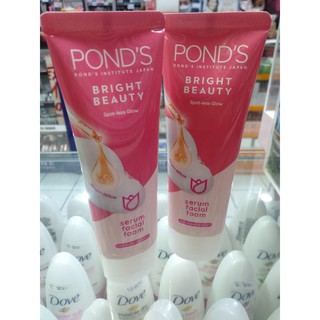 POND'S
POND'S INSTITUTE JAPAN
BRIGHT
BEAUTY
Spot-less Glow
serum
facial
foam
POND'S
POND'S INSTITUTE JAPAN
BRIGHT
BEAUTY
Spot-less Glow
serum
facial
foam
Dove
Dove
Dove